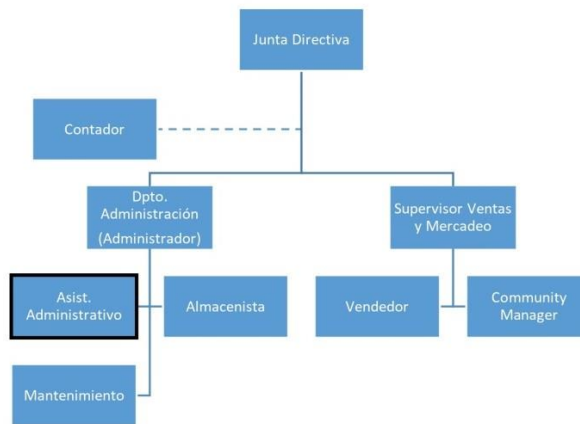 Junta Directiva
Contador
Dpto.
Administración
(Administrador)
Supervisor Ventas
y Mercadeo
Asist.
Administrativo
Almacenista
Vendedor
Community
Manager
Mantenimiento